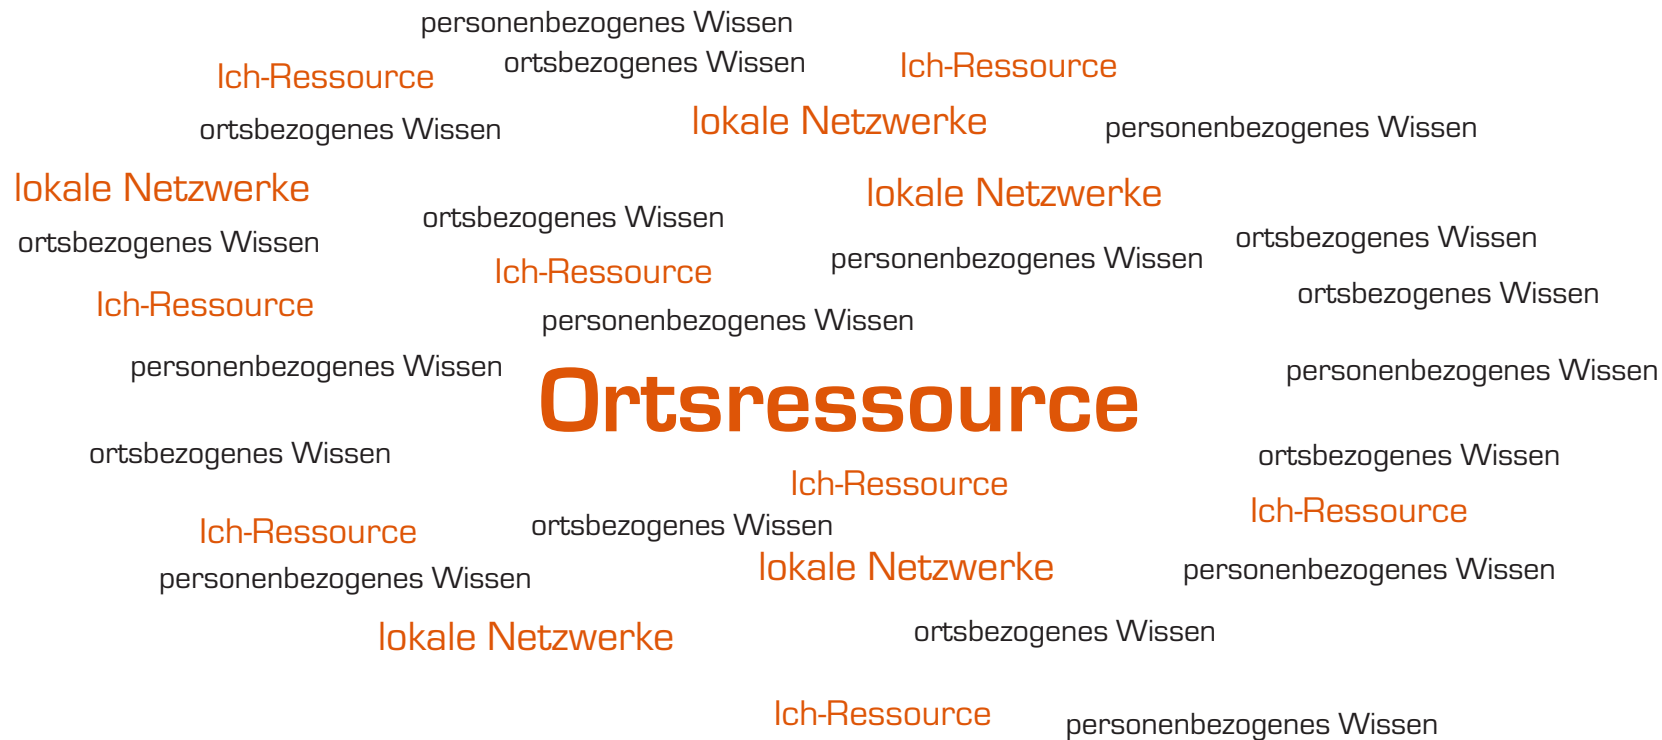 personenbezogenes Wissen
ortsbezogenes Wissen
Ich-Ressource
Ich-Ressource
lokale Netzwerke
ortsbezogenes Wissen
personenbezogenes Wissen
lokale Netzwerke
lokale Netzwerke
ortsbezogenes Wissen
ortsbezogenes Wissen
ortsbezogenes Wissen
personenbezogenes Wissen
Ich-Ressource
ortsbezogenes Wissen
Ich-Ressource
personenbezogenes Wissen
personenbezogenes Wissen
personenbezogenes Wissen
Ortsressource
ortsbezogenes Wissen
ortsbezogenes Wissen
Ich-Ressource
Ich-Ressource
Ich-Ressource
ortsbezogenes Wissen
lokale Netzwerke
personenbezogenes Wissen
personenbezogenes Wissen
lokale Netzwerke
ortsbezogenes Wissen
Ich-Ressource
personenbezogenes Wissen